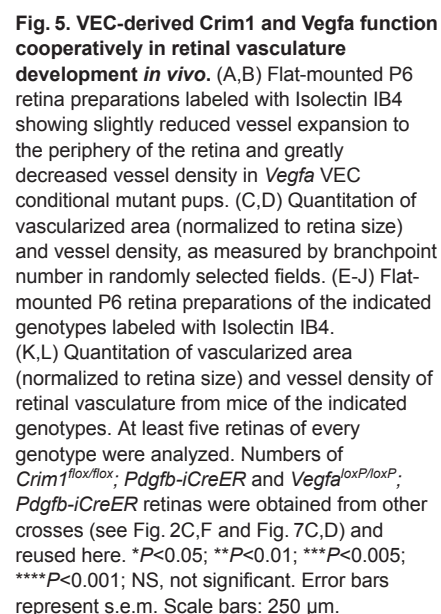 Fig. 5. VEC-derived Crim1 and Vegfa function
cooperatively in retinal vasculature
development in vivo. (A,B) Flat-mounted P6
retina preparations labeled with Isolectin IB4
showing slightly reduced vessel expansion to
the periphery of the retina and greatly
decreased vessel density in Vegfa VEC
conditional mutant pups. (C,D) Quantitation of
vascularized area (normalized to retina size)
and vessel density, as measured by branchpoint
number in randomly selected fields. (E-J) Flat-
mounted P6 retina preparations of the indicated
genotypes labeled with Isolectin IB4.
(K,L) Quantitation of vascularized area
(normalized to retina size) and vessel density of
retinal vasculature from mice of the indicated
genotypes. At least five retinas of every
genotype were analyzed. Numbers of
Crim1flox/flox; Pdgfb-iCreER and VegfaloxP/loxP;
Pdgfb-iCreER retinas were obtained from other
crosses (see Fig. 2C,F and Fig. 7C,D) and
reused here. *P<0.05; **P<0.01; ***P<0.005;
****P<0.001; NS, not significant. Error bars
represent s.e.m. Scale bars: 250 μm.